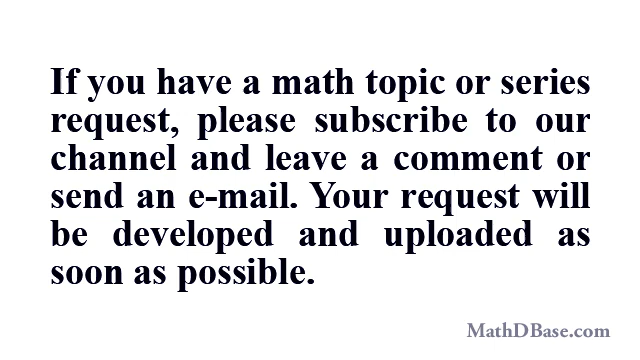 If you have a math topic or series
request, please subscribe to our
channel and leave a comment or
send an e-mail. Your request will
be developed and uploaded as
soon as possible.
MathDBase.com